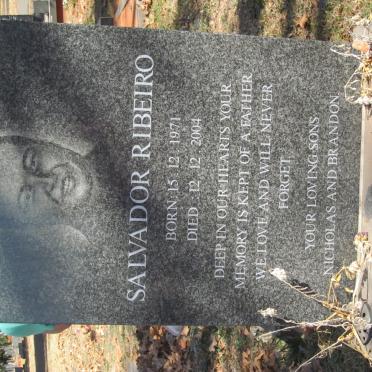 SALVADOR RIBEIRO
BORN 15. 12. 1971
DIED 12. 12. 2004
DEEP IN OUR HEARTS YOUR
MEMORY IS KEPT OF A FATHER
WE LOVE AND WILL NEVER
FORGET
YOUR LOVING SONS
NICHOLAS AND BRANDON